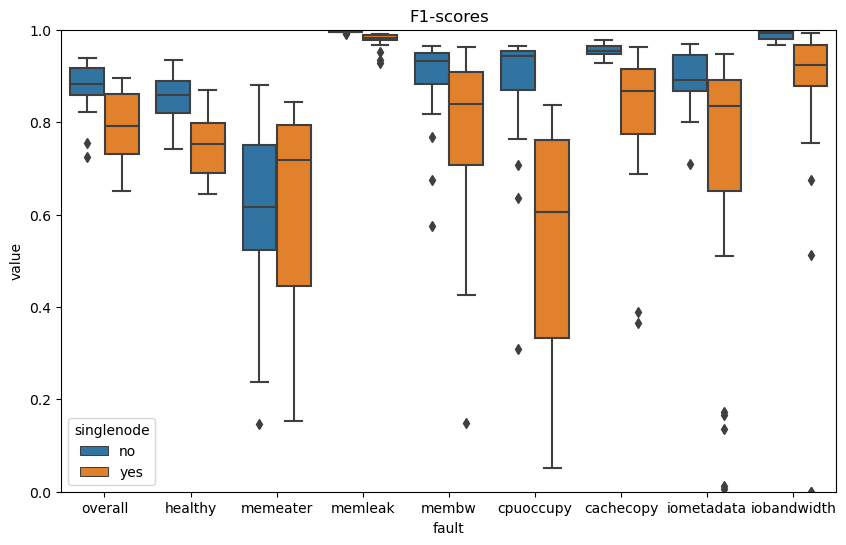 F1-scores
1.0
0.8
0.6
0.4
0.2
0.0
value
singlenode
no
yes
overall healthy memeater memleak membw cpuoccupy cachecopy iometadata iobandwidth
fault